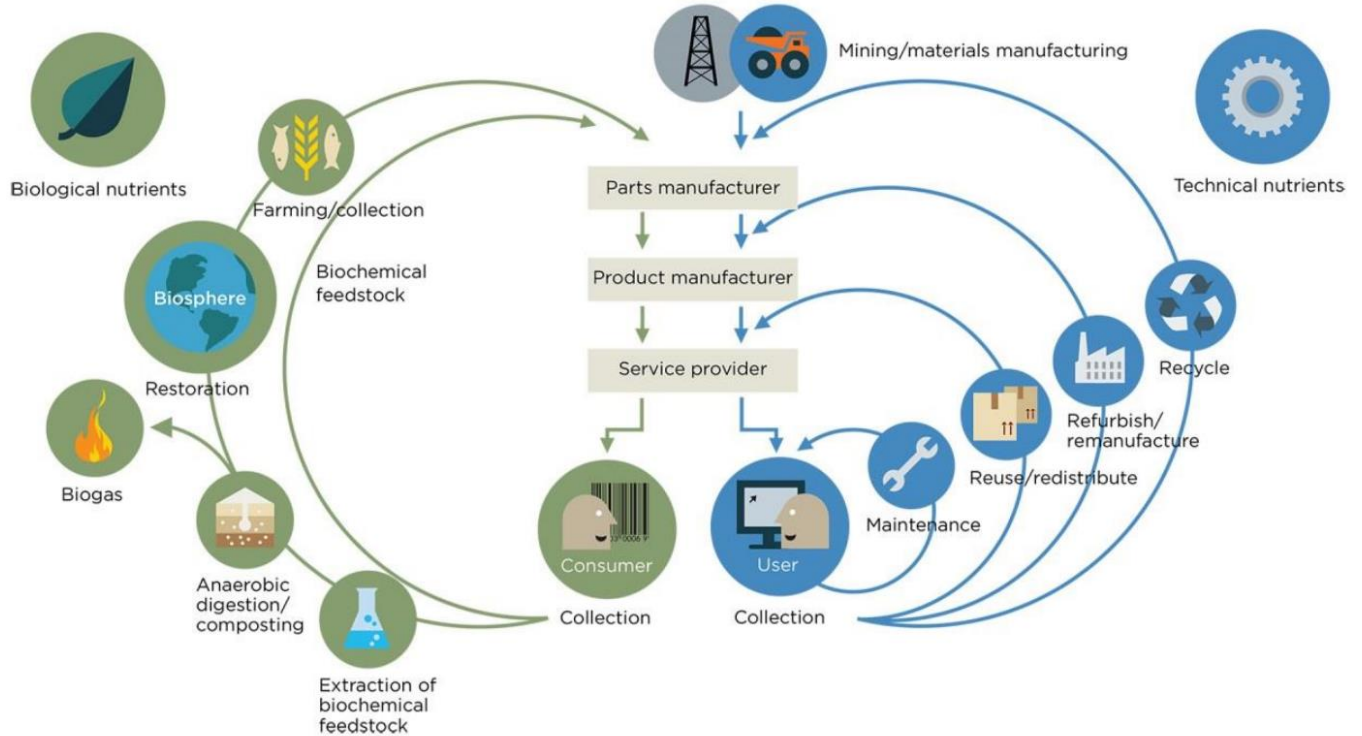 Mining/materials manufacturing
Biological nutrients
Technical nutrients
Farming/collection
Parts manufacturer
Biochemical
feedstock
Product manufacturer
Biosphere
Restoration
Service provider
Recycle
Refurbish/
remanufacture
Reuse/redistribute
Biogas
Maintenance
Consumer
User
Anaerobic
digestion/
composting
Collection
Collection
Extraction of
biochemical
feedstock